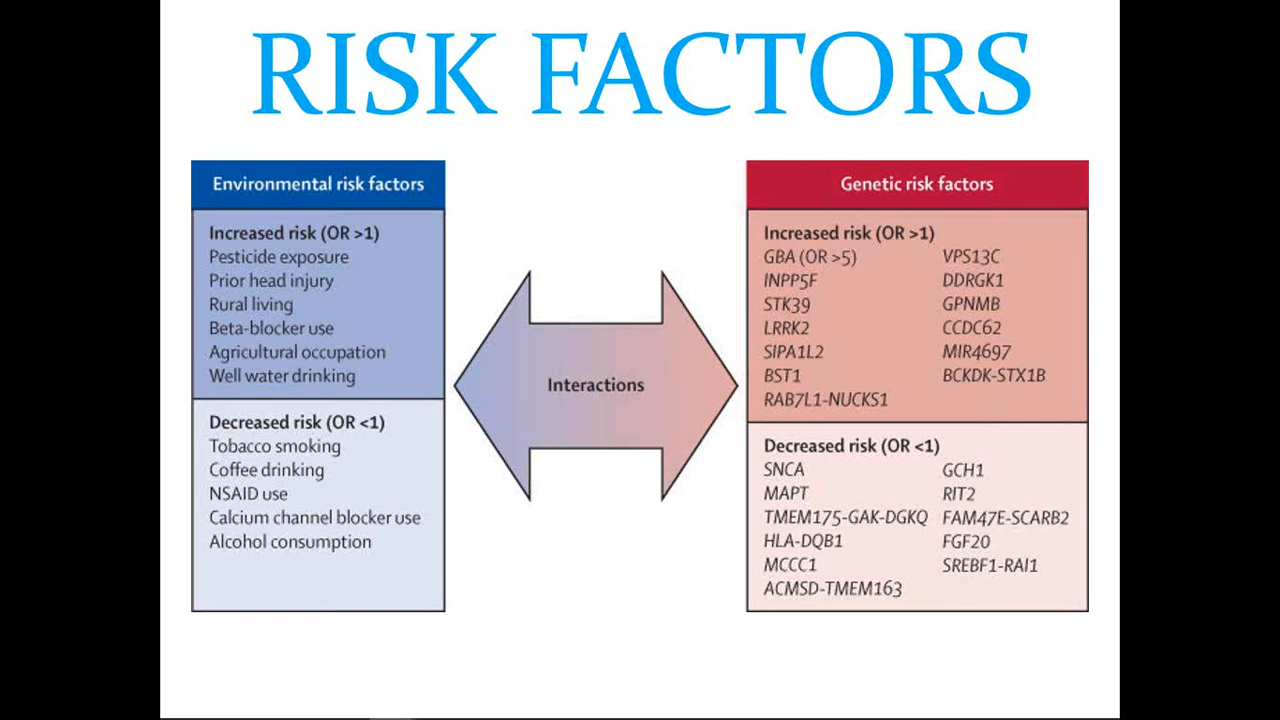 RISK FACTORS
Environmental risk factors
Increased risk (OR >1)
Pesticide exposure
Prior head injury
Rural living
Beta-blocker use
Agricultural occupation
Well water drinking
Decreased risk (OR <1)
Tobacco smoking
Coffee drinking
NSAID use
Calcium channel blocker use
Alcohol consumption
Interactions
Genetic risk factors
Increased risk (OR >1)
GBA (OR >5)
INPP5F
STK39
LRRK2
SIPA1L2
BST1
RAB7L1-NUCKS1
VPS13C
DDRGK1
GPNMB
CCDC62
MIR4697
BCKDK-STX1B
Decreased risk (OR <1)
SNCA
MAPT
TMEM175-GAK-DGKQ
HLA-DQB1
MCCC1
ACMSD-TMEM163
GCH1
RIT2
FAM47E-SCARB2
FGF20
SREBF1-RAI1